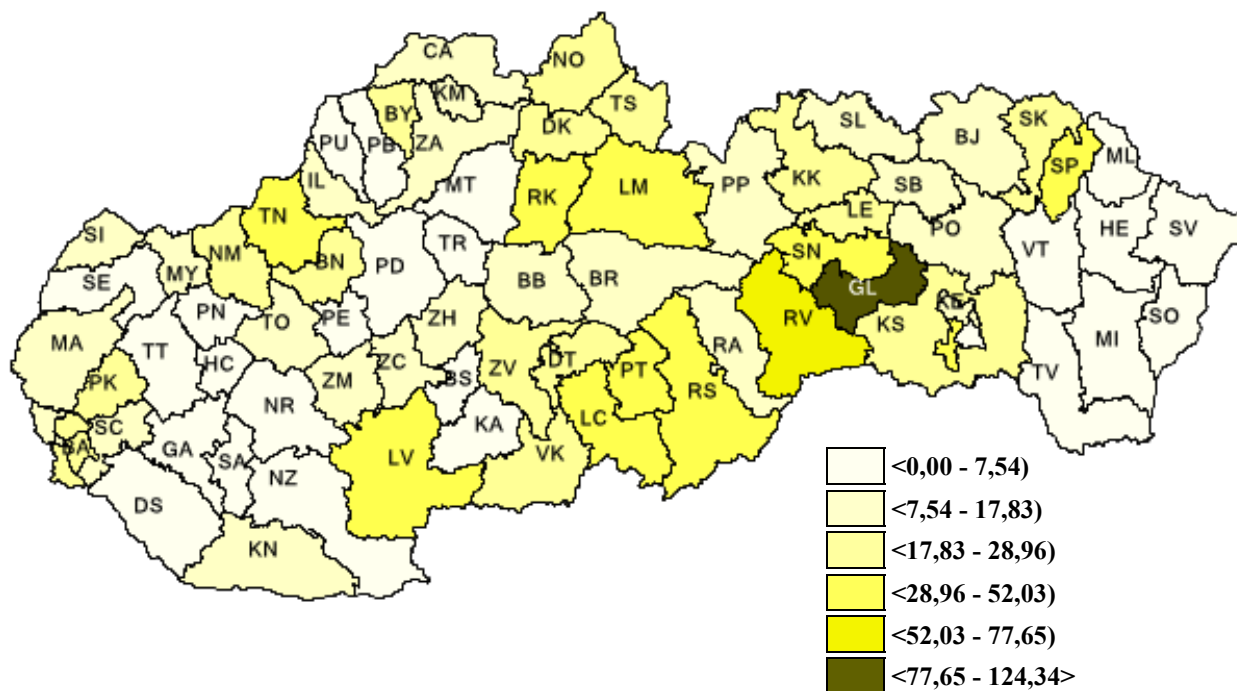 CA
NO
KM
BY
TS
PU
PB
ZA
DK
SL
BJ
SK
ML
IL
MT
RK
LM
PP
KK
SB
SP
TN
LE
SI
NM
BN
PD
TR
SN
PO
VT
HE
SV
MY
SE
BB
BR
GL
PN
TO
PE
ZH
RV
KS
KE
SO
MA
TT
HC
ZM
ZC
ZV
DT
PT
RA
MI
TV
PK
NR
BS
RS
SC
BA
KA
LC
GA
SA
NZ
LV
VK
DS
KN
<0,00 - 7,54)
<7,54 - 17,83)
<17,83 - 28,96)
<28,96 - 52,03)
<52,03 - 77,65)
<77,65 - 124,34>